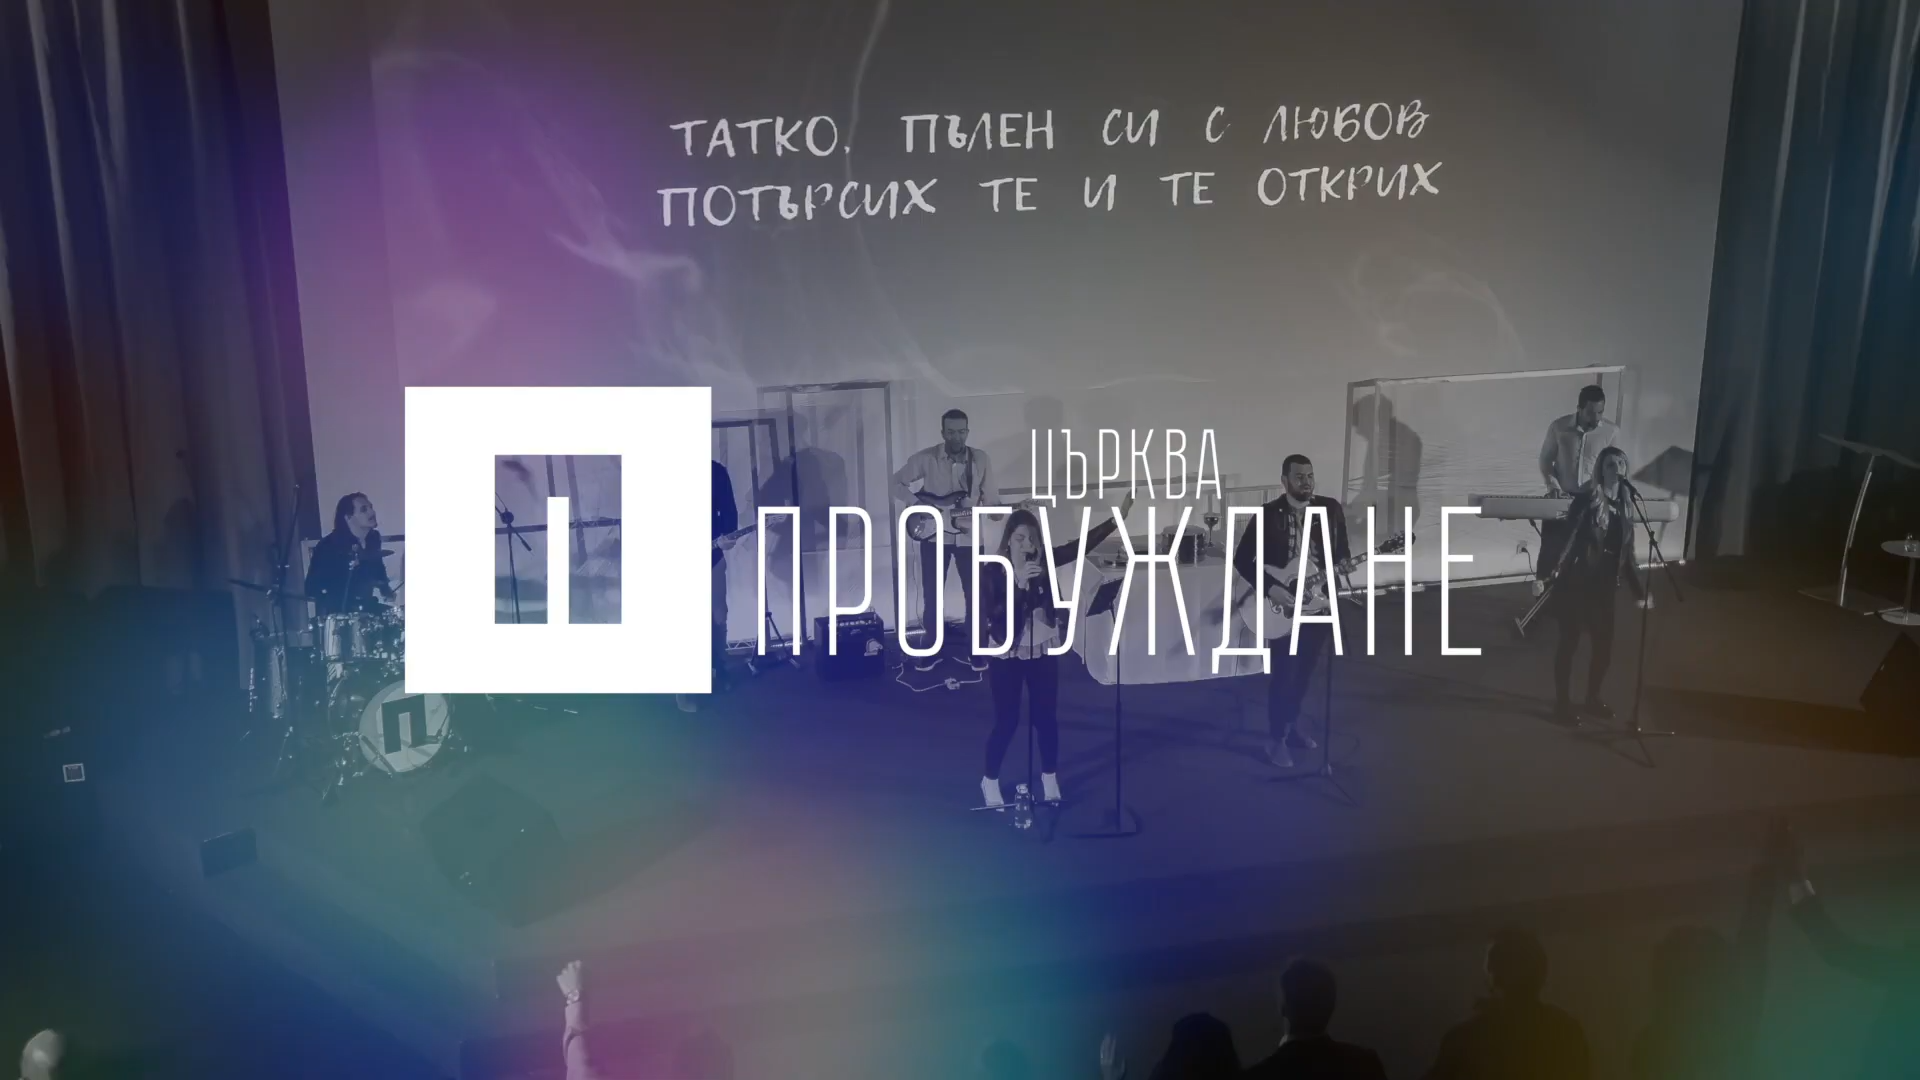 ТАТКО, ПЪЛЕН СИ С ЛЮБОВ
ПОТЪРСИХ ТЕ И ТЕ ОТКРИХ
П
ЦЪРКВА
ПРОБУЖДАНЕ
П